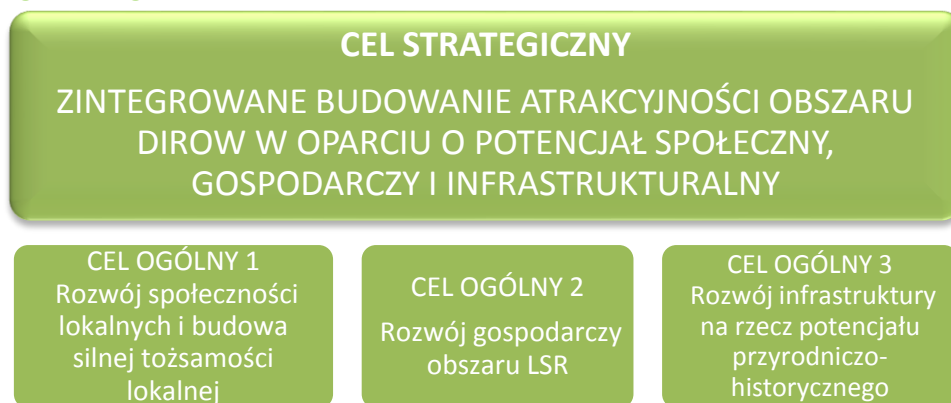 CEL STRATEGICZNY
ZINTEGROWANE BUDOWANIE ATRAKCYJNOŚCI OBSZARU
DIROW W OPARCIU O POTENCJAŁ SPOŁECZNY,
GOSPODARCZY I INFRASTRUKTURALNY
CEL OGÓLNY 1
Rozwój społeczności
lokalnych i budowa
silnej tożsamości
lokalnej
CEL OGÓLNY 2
Rozwój gospodarczy
obszaru LSR
CEL OGÓLNY 3
Rozwój infrastruktury
na rzecz potencjału
przyrodniczo-
historycznego